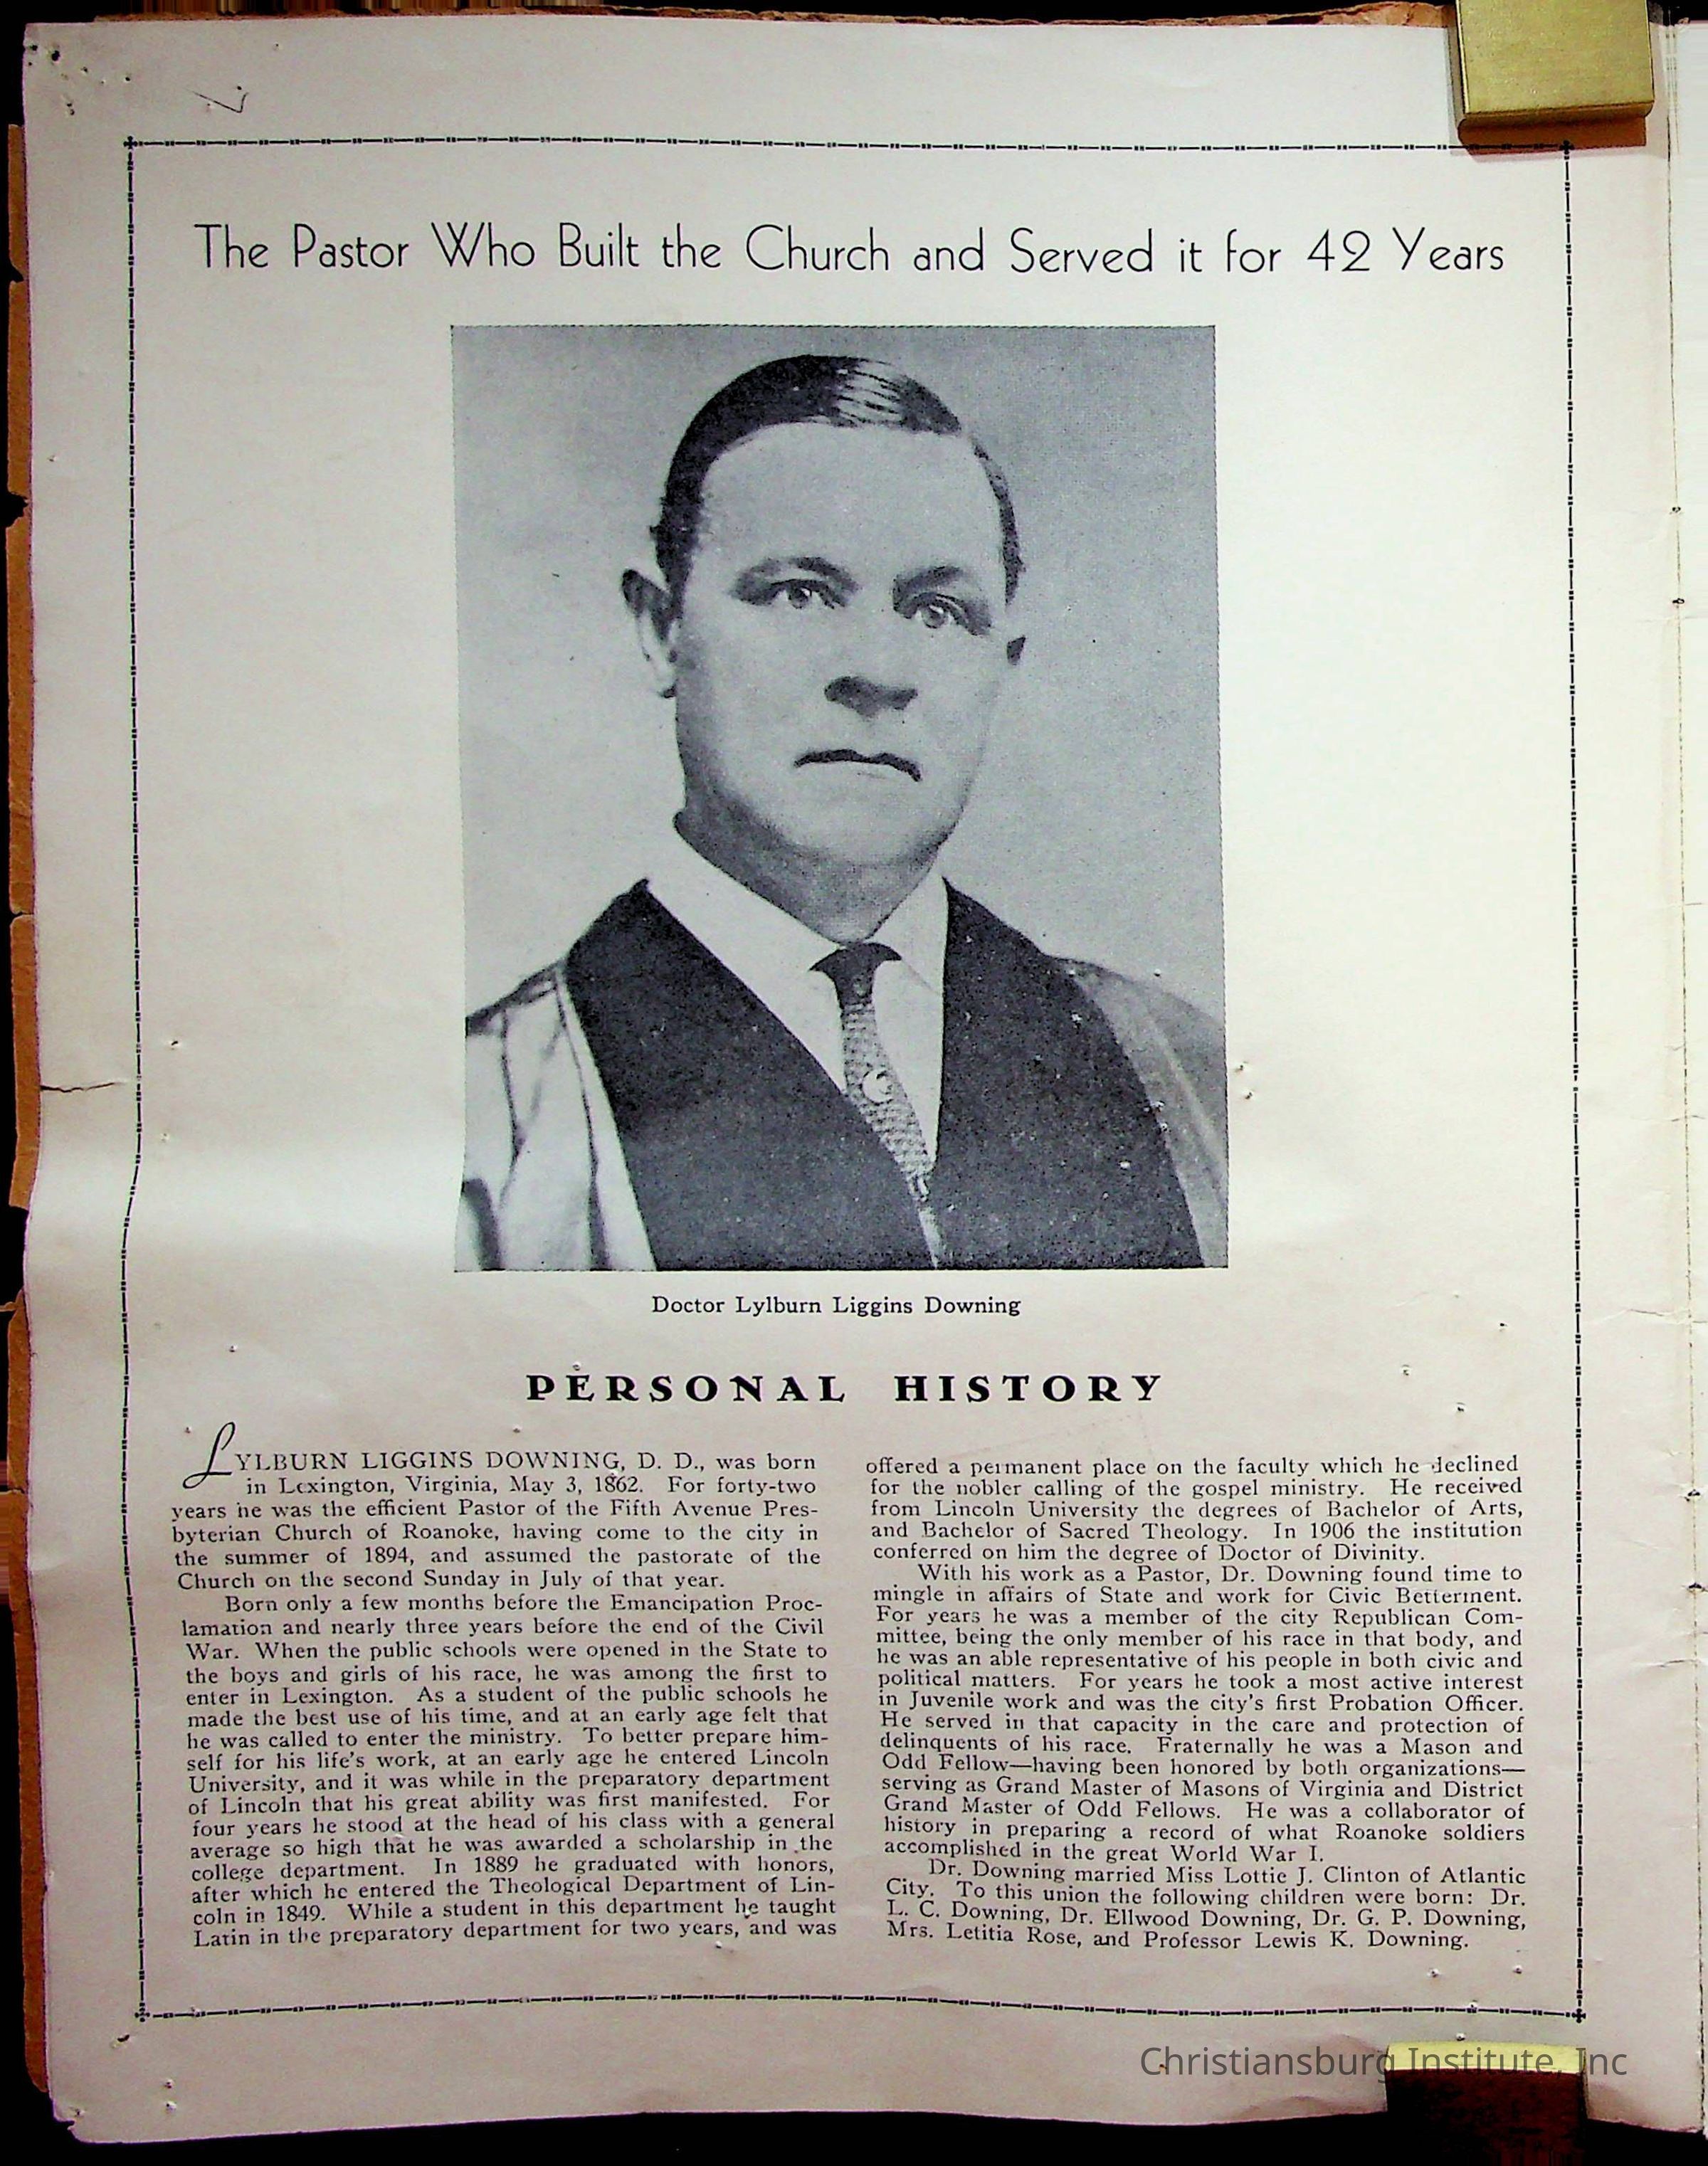 The Pastor Who Built the Church and Served it for 42 Years
Doctor Lylburn Liggins Downing
PERSONAL HISTORY
LYLBURN LIGGINS DOWNING, D. D., was born
in Lexington, Virginia, May 3, 1862. For forty-two
years he was the efficient Pastor of the Fifth Avenue Pres-
byterian Church of Roanoke, having come to the city in
the summer of 1894, and assumed the pastorate of the
Church on the second Sunday in July of that year.
Born only a few months before the Emancipation Proc-
lamation and nearly three years before the end of the Civil
War. When the public schools were opened in the State to
the boys and girls of his race, he was among the first to
enter in Lexington. As a student of the public schools he
made the best use of his time, and at an early age felt that
he was called to enter the ministry. To better prepare him-
self for his life's work, at an early age he entered Lincoln
University, and it was while in the preparatory department
of Lincoln that his great ability was first manifested. For
four years he stood at the head of his class with a general
average so high that he was awarded a scholarship in the
college department. In 1889 he graduated with honors,
after which he entered the Theological Department of Lin-
coln in 1849. While a student in this department he taught
Latin in the preparatory department for two years, and was
offered a permanent place on the faculty which he declined
for the nobler calling of the gospel ministry. He received
from Lincoln University the degrees of Bachelor of Arts,
and Bachelor of Sacred Theology. In 1906 the institution
conferred on him the degree of Doctor of Divinity.
With his work as a Pastor, Dr. Downing found time to
mingle in affairs of State and work for Civic Betterment.
For years he was a member of the city Republican Com-
mittee, being the only member of his race in that body, and
he was an able representative of his people in both civic and
political matters. For years he took a most active interest
in Juvenile work and was the city's first Probation Officer.
He served in that capacity in the care and protection of
delinquents of his race. Fraternally he was a Mason and
Odd Fellow—having been honored by both organizations—
serving as Grand Master of Masons of Virginia and District
Grand Master of Odd Fellows. He was a collaborator of
history in preparing a record of what Roanoke soldiers
accomplished in the great World War I.
Dr. Downing married Miss Lottie J. Clinton of Atlantic
City. To this union the following children were born: Dr.
L. C. Downing, Dr. Ellwood Downing, Dr. G. P. Downing,
Mrs. Letitia Rose, and Professor Lewis K. Downing.
Christiansburg Institute, Inc